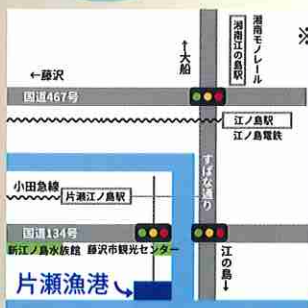 湘南モノレール
湘南江の島駅
※
↑大船
←藤沢
国道467号
江ノ島駅
江ノ島電鉄
すばな通り
小田急線
片瀬江ノ島駅
国道134号
新江ノ島水族館 藤沢市観光センター
江の島→
片瀬漁港